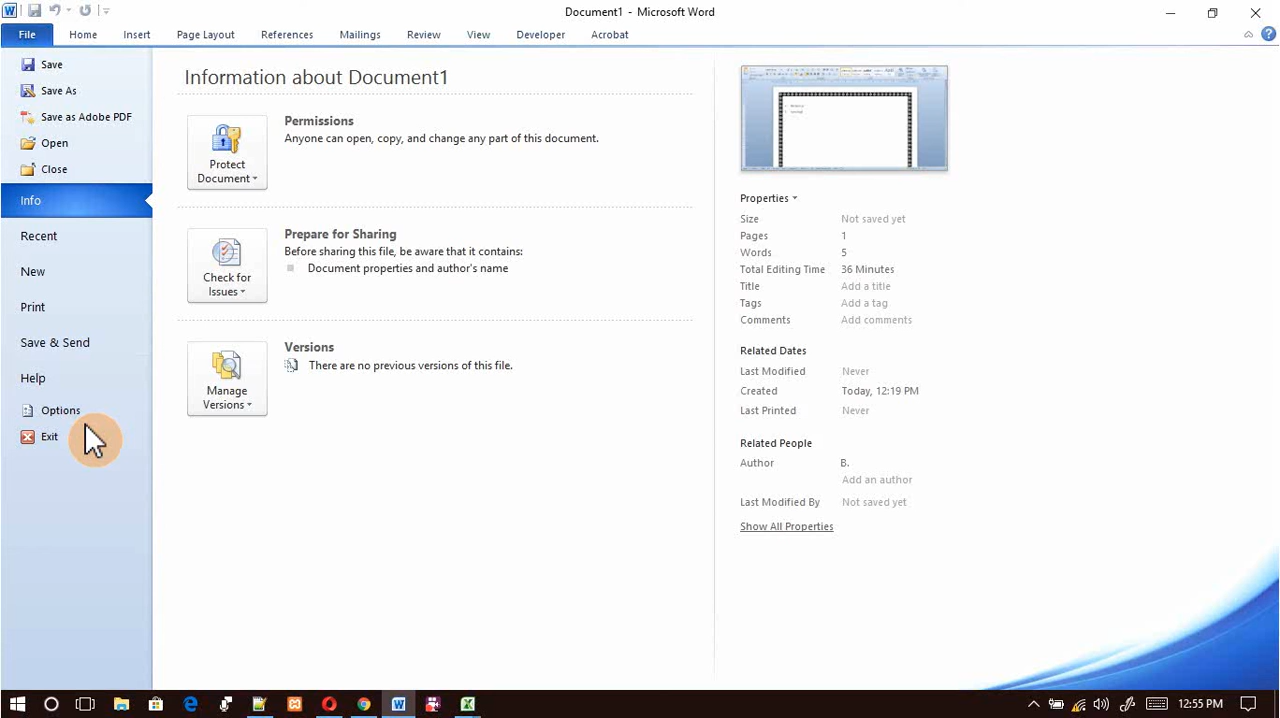 Document1 - Microsoft Word
File Home Insert Page Layout References Mailings Review View Developer Acrobat
Save
Save As
Save as Adobe PDF
Open
Close
Info
Recent
New
Print
Save & Send
Help
Options
Exit
Information about Document1
Protect
Document
Permissions
Anyone can open, copy, and change any part of this document.
Check for
Issues
Prepare for Sharing
Before sharing this file, be aware that it contains:
Document properties and author's name
Manage
Versions
Versions
There are no previous versions of this file.
Properties
Size Not saved yet
Pages 1
Words 5
Total Editing Time 36 Minutes
Title Add a title
Tags Add a tag
Comments Add comments
Related Dates
Last Modified Never
Created Today, 12:19 PM
Last Printed Never
Related People
Author B.
Add an author
Last Modified By Not saved yet
Show All Properties
12:55 PM